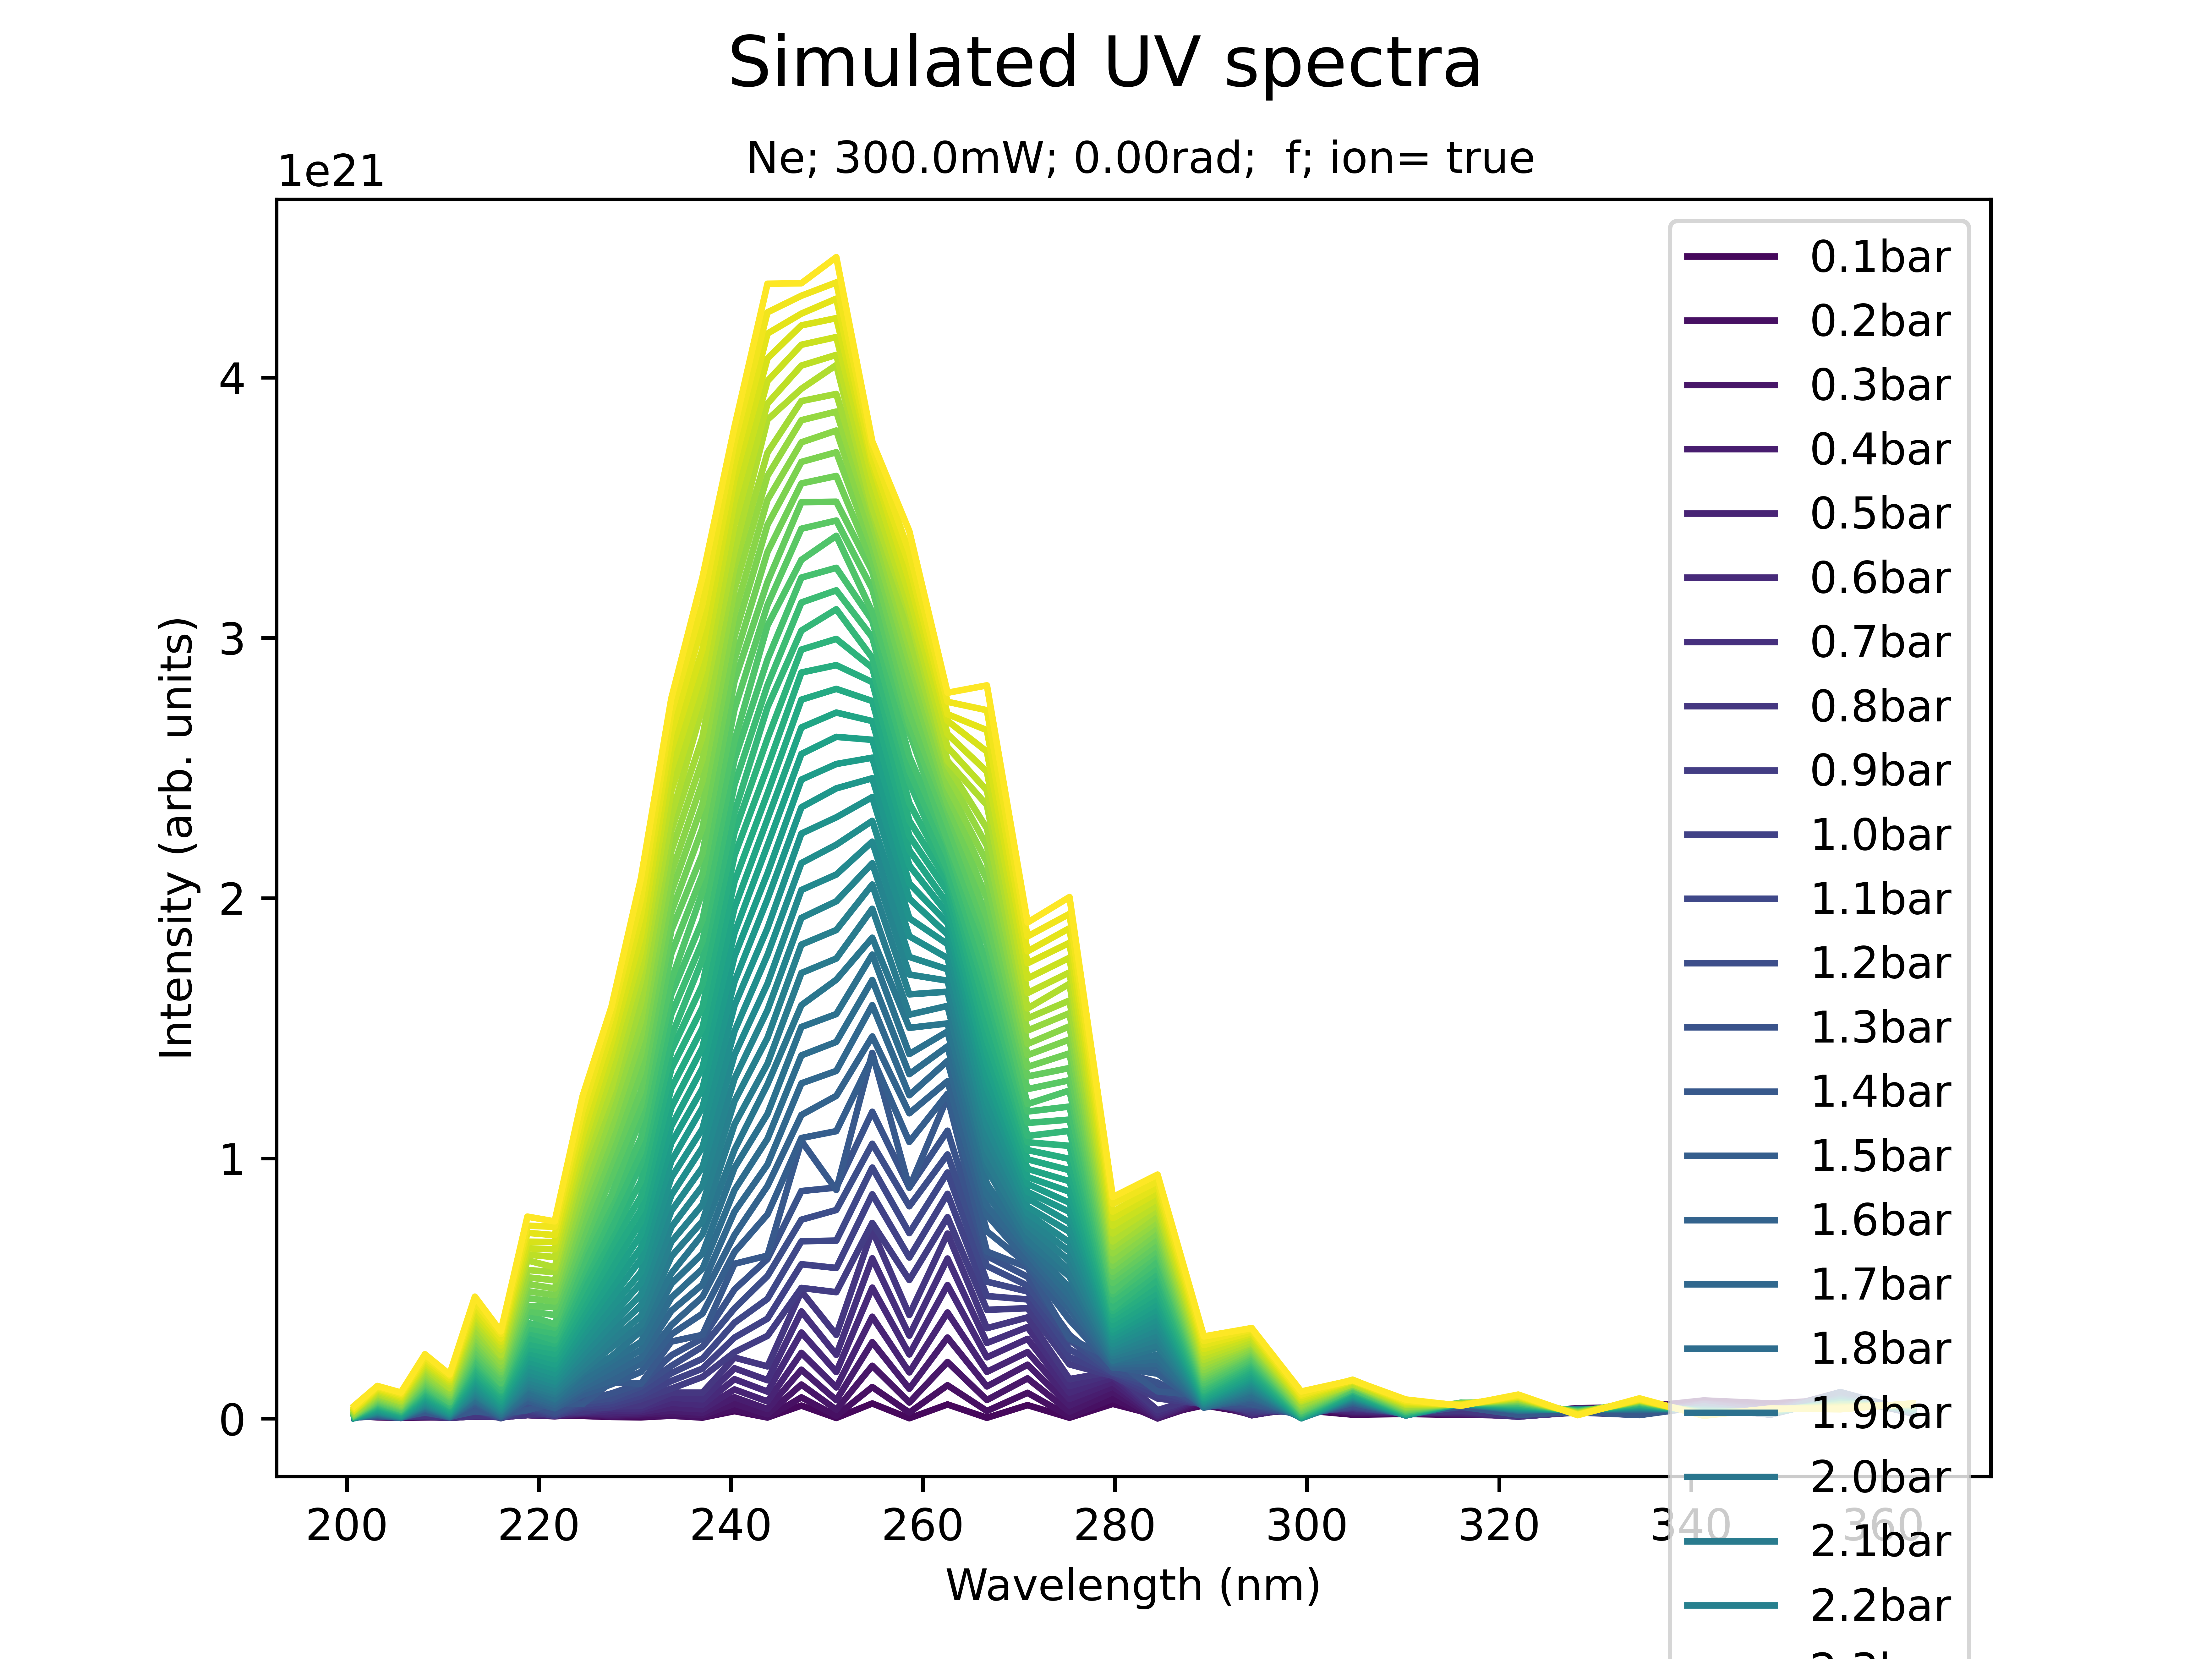 Simulated UV spectra
Ne; 300.0mW; 0.00rad;  f; ion= true
1e21
4
3
2
1
0
Intensity (arb. units)
200 220 240 260 280 300 320 340 360
Wavelength (nm)
0.1bar
0.2bar
0.3bar
0.4bar
0.5bar
0.6bar
0.7bar
0.8bar
0.9bar
1.0bar
1.1bar
1.2bar
1.3bar
1.4bar
1.5bar
1.6bar
1.7bar
1.8bar
1.9bar
2.0bar
2.1bar
2.2bar